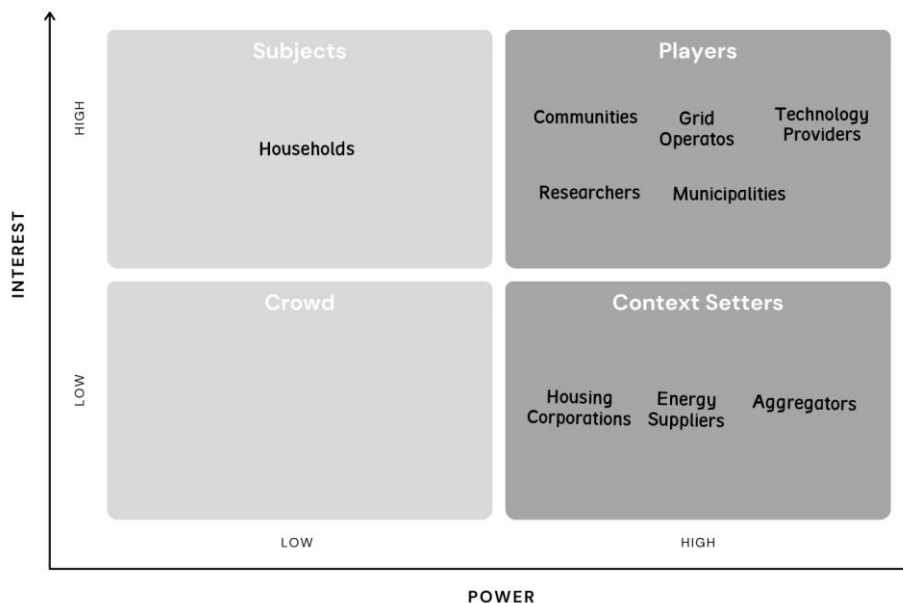 Subjects
Players
HIGH
Households
Communities
Grid
Operatos
Technology
Providers
Researchers
Municipalities
INTEREST
Crowd
Context Setters
LOW
Housing
Corporations
Energy
Suppliers
Aggregators
LOW
HIGH
POWER